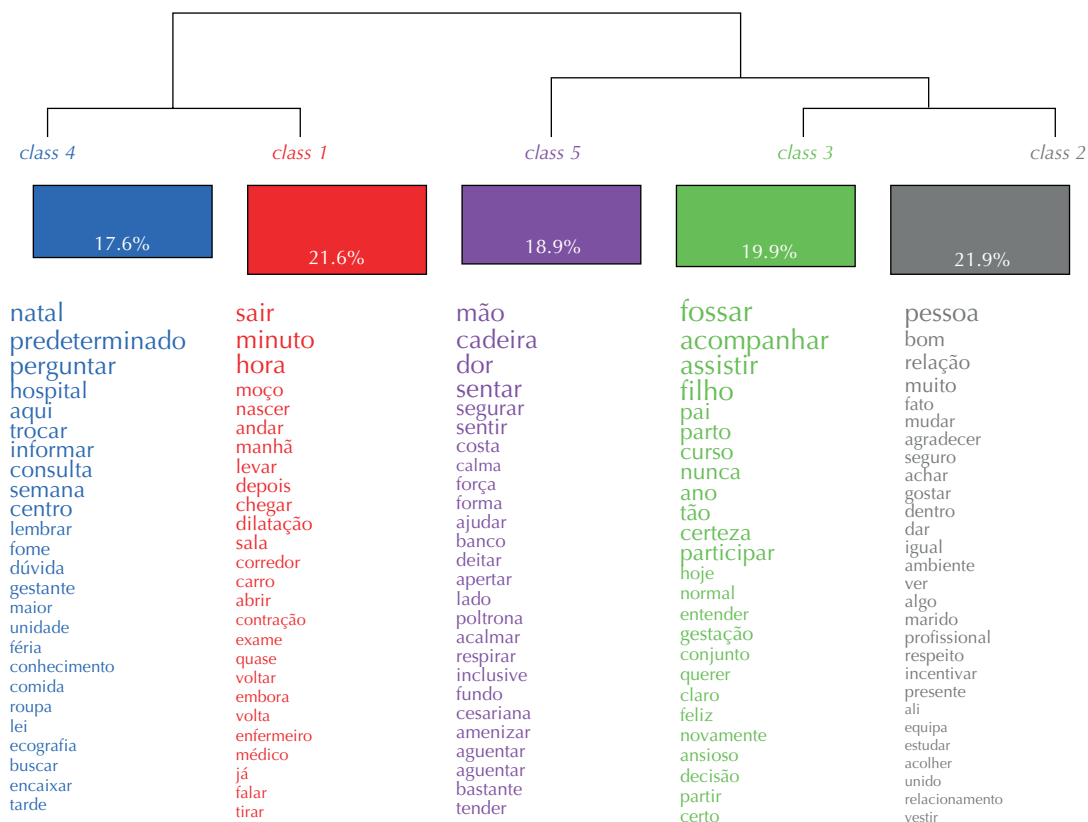 class 4
class 1
class 5
class 3
class 2
17.6%
21.6%
18.9%
19.9%
21.9%
natal
predeterminado
perguntar
hospital
aqui
trocar
informar
consulta
semana
centro
lembrar
fome
dúvida
gestante
maior
unidade
féria
conhecimento
comida
roupa
lei
ecografia
buscar
encaixar
tarde
sair
minuto
hora
moço
nascer
andar
manhã
levar
depois
chegar
dilatação
sala
corredor
carro
abrir
contração
exame
quase
voltar
embora
volta
enfermeiro
médico
já
falar
tirar
mão
cadeira
dor
sentar
segurar
sentir
costa
calma
força
forma
ajudar
banco
deitar
apertar
lado
poltrona
acalmar
respirar
inclusive
fundo
cesariana
amenizar
aguentar
aguentar
bastante
tender
fossar
acompanhar
assistir
filho
pai
parto
curso
nunca
ano
tão
certeza
participar
hoje
normal
entender
gestação
conjunto
querer
claro
feliz
novamente
ansioso
decisão
partir
certo
pessoa
bom
relação
muito
fato
mudar
agradecer
seguro
achar
gostar
dentro
dar
igual
ambiente
ver
algo
marido
profissional
respeito
incentivar
presente
ali
equipa
estudar
acolher
unido
relacionamento
vestir